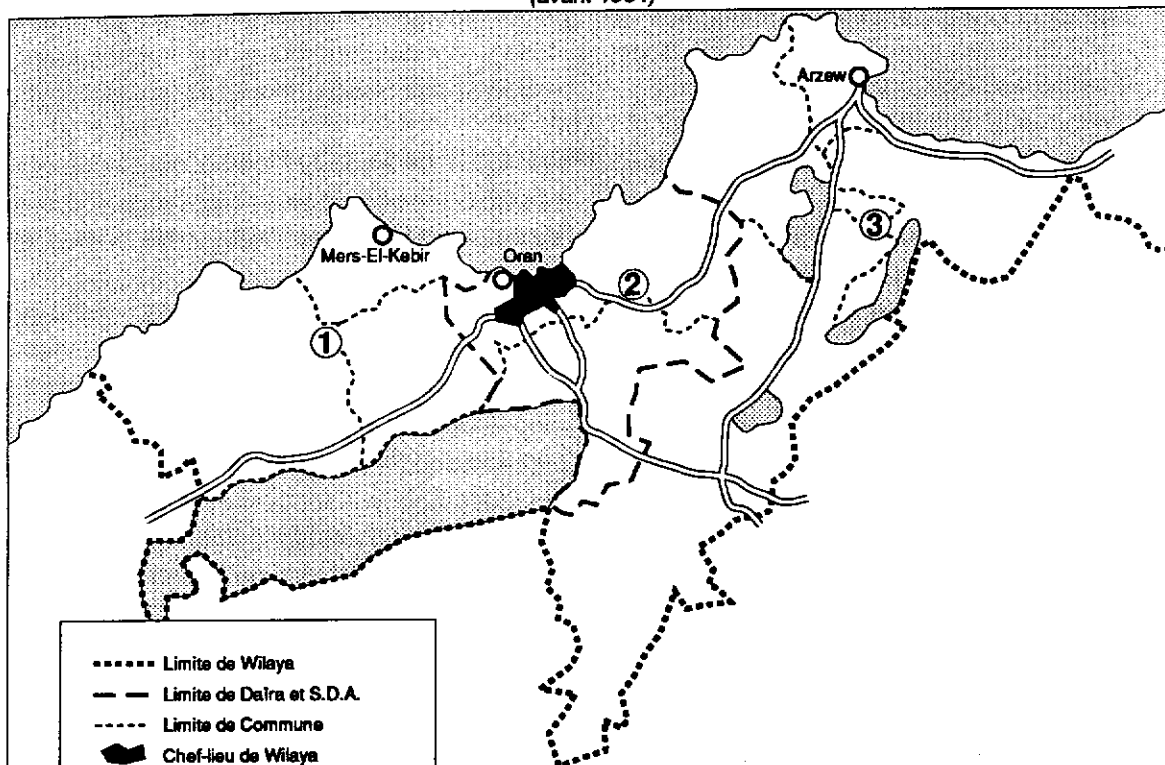 Arzew
Mers-El-Kebir
Oran
1
2
3
Limite de Wilaya
Limite de Daïra et S.D.A.
Limite de Commune
Chef-lieu de Wilaya